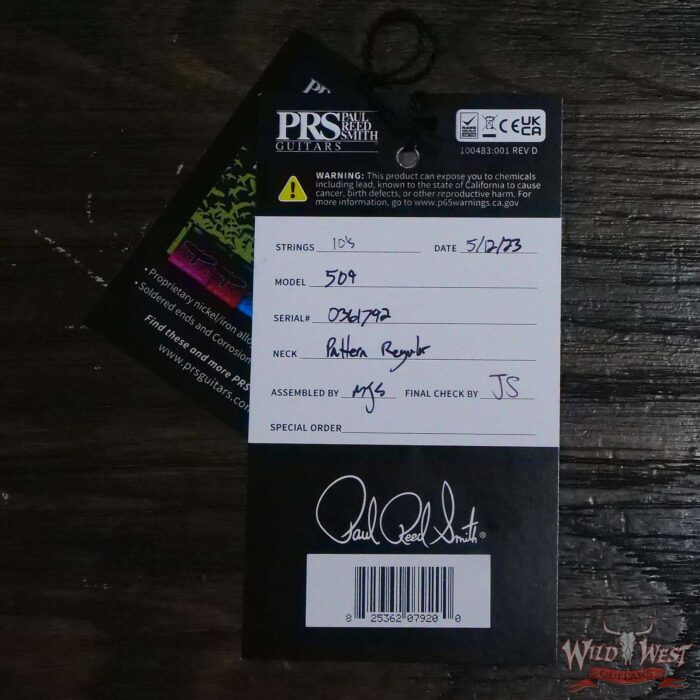 PRS PAUL REED SMITH
GUITARS
UK CA
100483:001 REV D
WARNING: This product can expose you to chemicals
including lead, known to the state of California to cause
cancer, birth defects, or other reproductive harm. For
more information, go to www.p65warnings.ca.gov
STRINGS 10's DATE 5/12/23
MODEL 509
SERIAL# 0361792
NECK Pattern Regular
ASSEMBLED BY MJS FINAL CHECK BY JS
SPECIAL ORDER
Paul Reed Smith®
8 25362 07920 0
• Proprietary nickel/iron allo
• Soldered ends and Corrosion
Find these and more PRS
www.prsguitars.com
WILD WEST
GUITARS